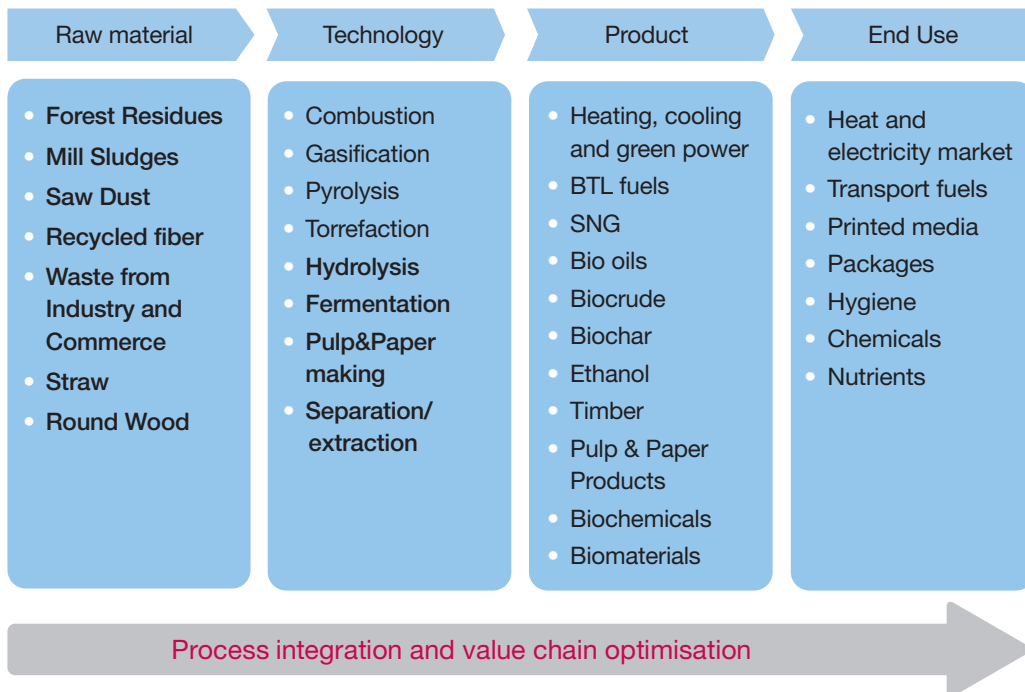 Raw material
Technology
Product
End Use
• Forest Residues
• Mill Sludges
• Saw Dust
• Recycled fiber
• Waste from
Industry and
Commerce
• Straw
• Round Wood
• Combustion
• Gasification
• Pyrolysis
• Torrefaction
• Hydrolysis
• Fermentation
• Pulp&Paper
making
• Separation/
extraction
• Heating, cooling
and green power
• BTL fuels
• SNG
• Bio oils
• Biocrude
• Biochar
• Ethanol
• Timber
• Pulp & Paper
Products
• Biochemicals
• Biomaterials
• Heat and
electricity market
• Transport fuels
• Printed media
• Packages
• Hygiene
• Chemicals
• Nutrients
Process integration and value chain optimisation